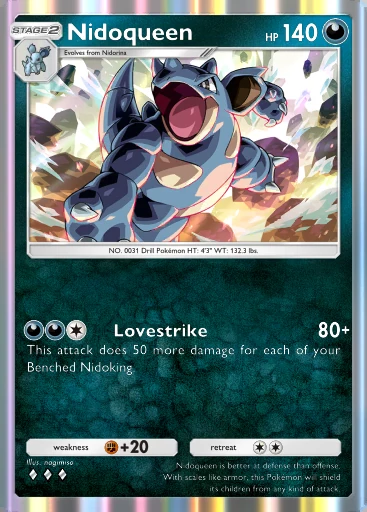 STAGE 2
Nidoqueen
HP 140
Evolves from Nidorina
NO. 0031 Drill Pokémon HT: 4'3" WT: 132.3 lbs.
Lovestrike 80+
This attack does 50 more damage for each of your
Benched Nidoking.
weakness +20 retreat
Illus. nagimiso
Nidoqueen is better at defense than offense.
With scales like armor, this Pokémon will shield
its children from any kind of attack.